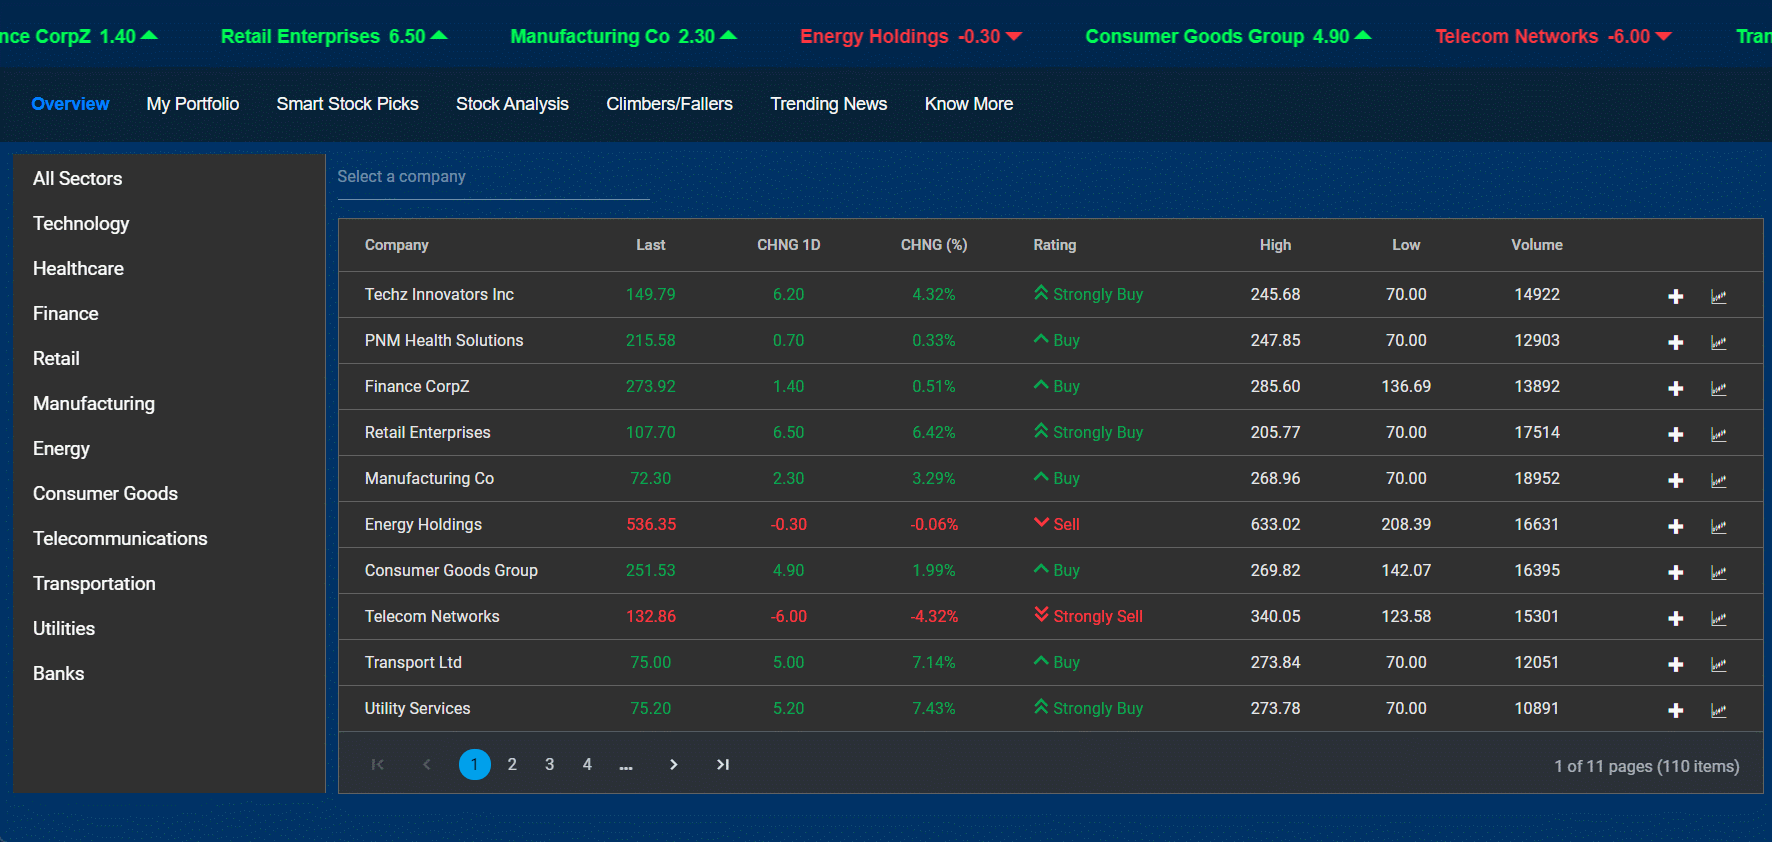 nce CorpZ 1.40 Retail Enterprises 6.50 Manufacturing Co 2.30 Energy Holdings -0.30 Consumer Goods Group 4.90 Telecom Networks -6.00 Tran
Overview My Portfolio Smart Stock Picks Stock Analysis Climbers/Fallers Trending News Know More
All Sectors
Technology
Healthcare
Finance
Retail
Manufacturing
Energy
Consumer Goods
Telecommunications
Transportation
Utilities
Banks
Select a company
Company Last CHNG 1D CHNG (%) Rating High Low Volume
Techz Innovators Inc 149.79 6.20 4.32% Strongly Buy 245.68 70.00 14922
PNM Health Solutions 215.58 0.70 0.33% Buy 247.85 70.00 12903
Finance CorpZ 273.92 1.40 0.51% Buy 285.60 136.69 13892
Retail Enterprises 107.70 6.50 6.42% Strongly Buy 205.77 70.00 17514
Manufacturing Co 72.30 2.30 3.29% Buy 268.96 70.00 18952
Energy Holdings 536.35 -0.30 -0.06% Sell 633.02 208.39 16631
Consumer Goods Group 251.53 4.90 1.99% Buy 269.82 142.07 16395
Telecom Networks 132.86 -6.00 -4.32% Strongly Sell 340.05 123.58 15301
Transport Ltd 75.00 5.00 7.14% Buy 273.84 70.00 12051
Utility Services 75.20 5.20 7.43% Strongly Buy 273.78 70.00 10891
1 2 3 4 ... 1 of 11 pages (110 items)